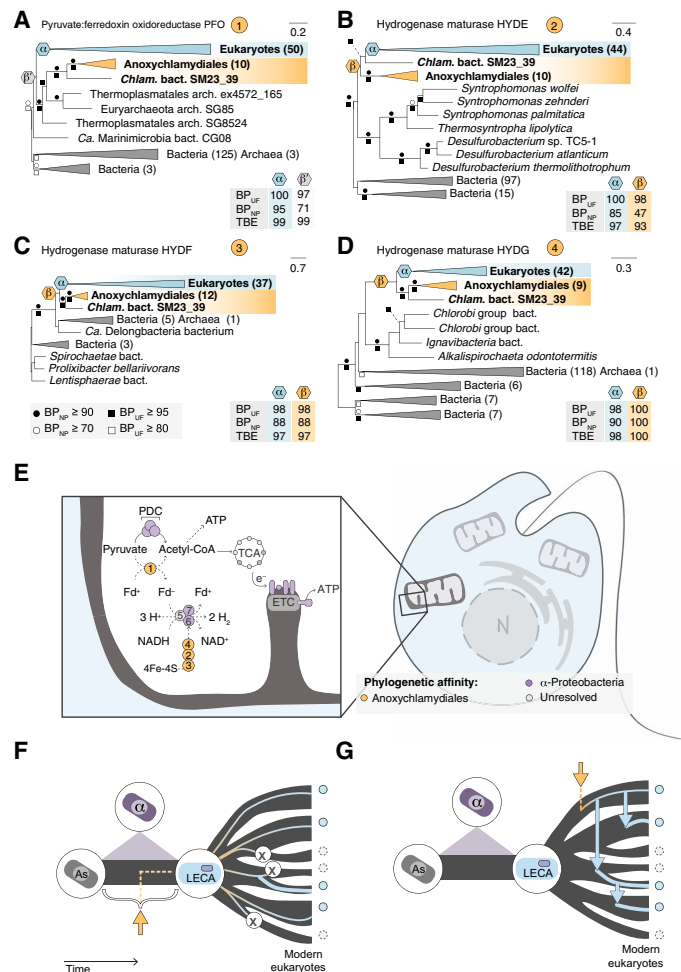 A Pyruvate:ferredoxin oxidoreductase PFO 1
0.2
α Eukaryotes (50)
Anoxychlamydiales (10)
Chlam. bact. SM23_39
β'
Thermoplasmatales arch. ex4572_165
Euryarchaeota arch. SG85
Thermoplasmatales arch. SG8524
Ca. Marinimicrobia bact. CG08
Bacteria (125) Archaea (3)
Bacteria (3)
α β'
BPUF 100 97
BPNP 95 71
TBE 99 99
B Hydrogenase maturase HYDE 2
0.4
α Eukaryotes (44)
Chlam. bact. SM23_39
β Anoxychlamydiales (10)
Syntrophomonas wolfei
Syntrophomonas zehnderi
Syntrophomonas palmitatica
Thermosyntropha lipolytica
Desulfurobacterium sp. TC5-1
Desulfurobacterium atlanticum
Desulfurobacterium thermolithotrophum
Bacteria (97)
Bacteria (15)
α β
BPUF 100 98
BPNP 85 47
TBE 97 93
C Hydrogenase maturase HYDF 3
0.7
α Eukaryotes (37)
β Anoxychlamydiales (12)
Chlam. bact. SM23_39
Bacteria (5) Archaea (1)
Ca. Delongbacteria bacterium
Bacteria (3)
Spirochaetae bact.
Prolixibacter bellariivorans
Lentisphaerae bact.
BPNP ≥ 90 BPUF ≥ 95
BPNP ≥ 70 BPUF ≥ 80
α β
BPUF 98 98
BPNP 88 88
TBE 97 97
D Hydrogenase maturase HYDG 4
0.3
α Eukaryotes (42)
β Anoxychlamydiales (9)
Chlam. bact. SM23_39
Chlorobi group bact.
Chlorobi group bact.
Ignavibacteria bact.
Alkalispirochaeta odontotermitis
Bacteria (118) Archaea (1)
Bacteria (6)
Bacteria (7)
Bacteria (7)
α β
BPUF 98 100
BPNP 90 100
TBE 98 100
E
PDC
ATP
Pyruvate Acetyl-CoA TCA
1
e-
ATP
ETC
Fd+ Fd- Fd+
3 H+ 5 7 6 2 H2
NADH NAD+
4
2
4Fe-4S 3
N
Phylogenetic affinity:
α-Proteobacteria
Anoxychlamydiales
Unresolved
F
α
As
LECA
X
X
X
Time
Modern
eukaryotes
G
α
As
LECA
Modern
eukaryotes